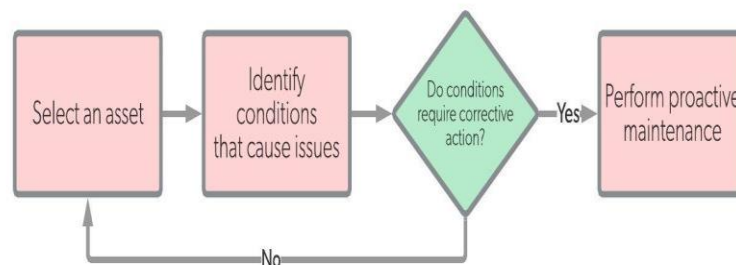 Select an asset
Identify
conditions
that cause issues
Do conditions
require corrective
action?
Yes
Perform proactive
maintenance
No